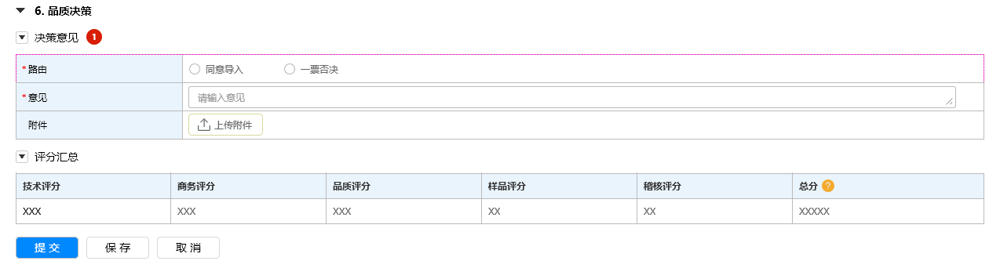 6. 品质决策
决策意见 1
* 路由 同意导入 一票否决
* 意见 请输入意见
附件 上传附件
评分汇总
技术评分 商务评分 品质评分 样品评分 稽核评分 总分 ?
XXX XXX XXX XX XX XXXXX
提 交 保 存 取 消